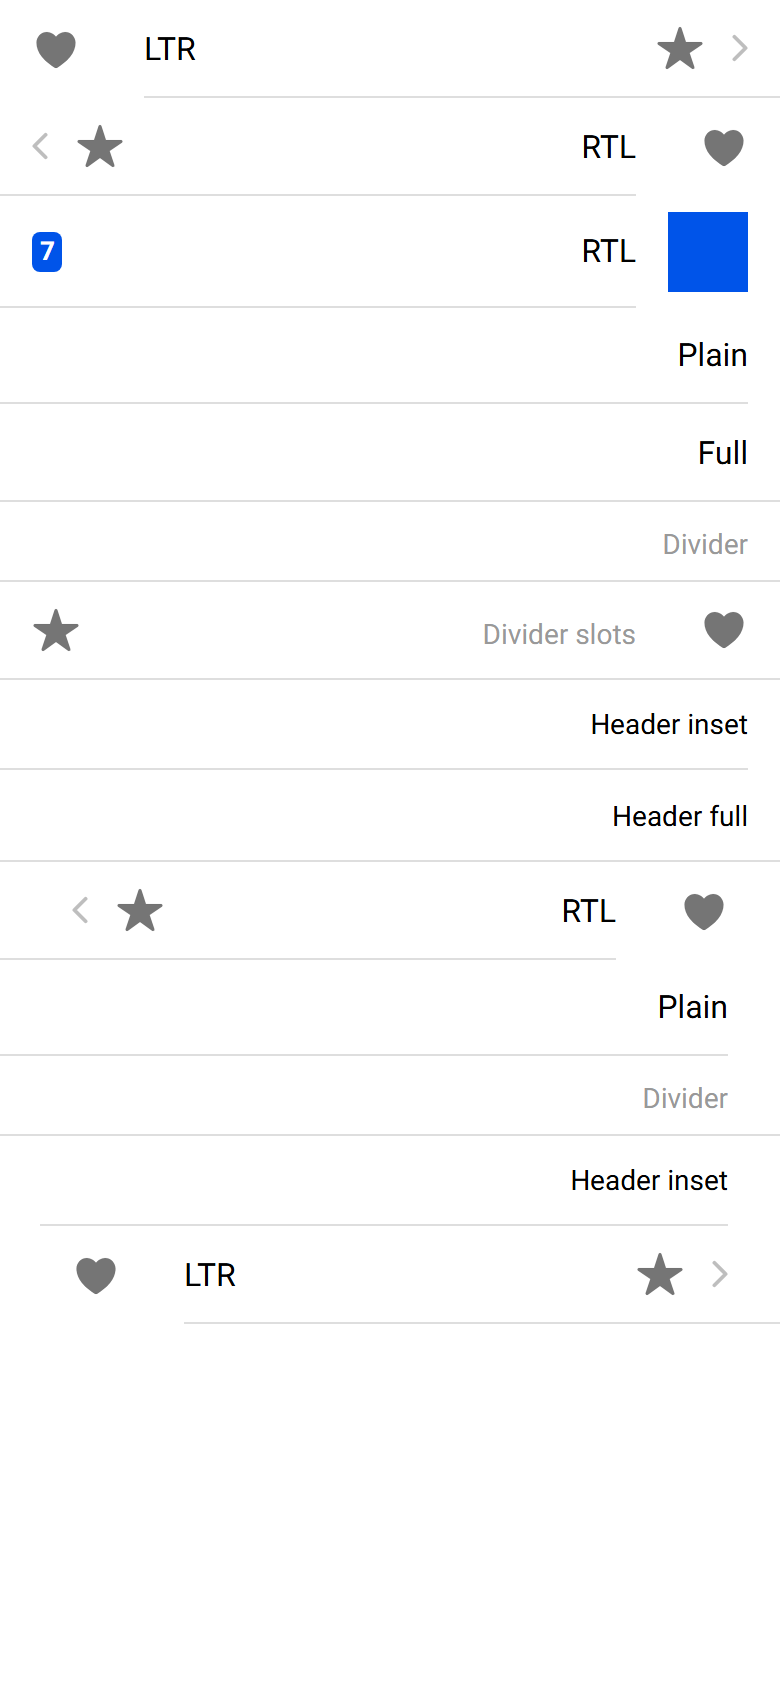 LTR
RTL
7 RTL
Plain
Full
Divider
Divider slots
Header inset
Header full
RTL
Plain
Divider
Header inset
LTR